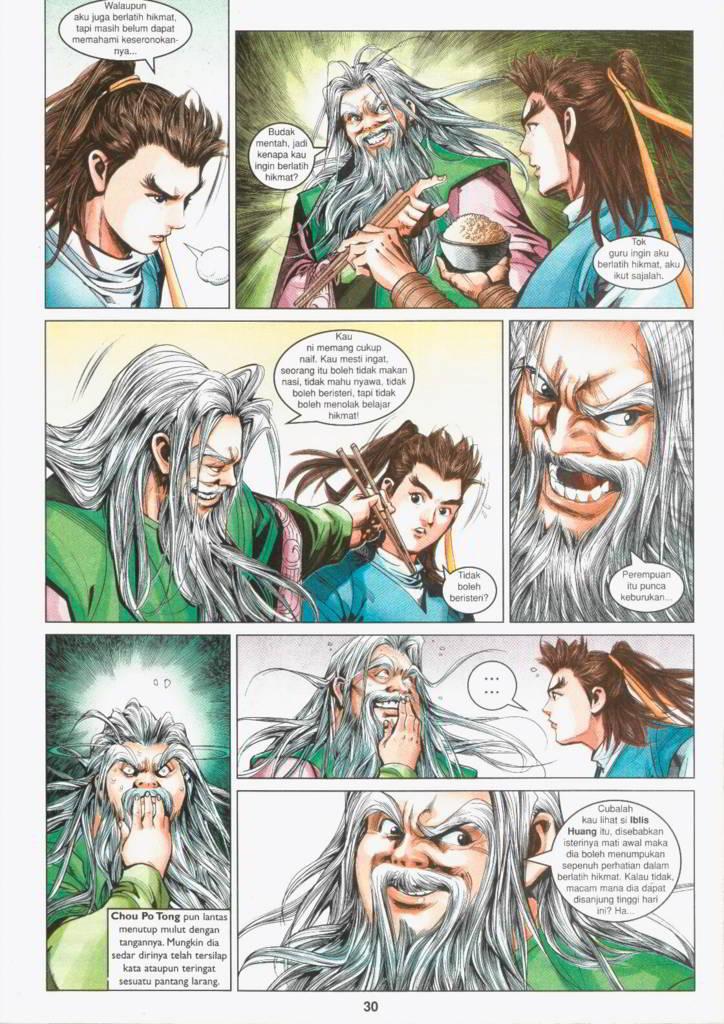 Walaupun
aku juga berlatih hikmat,
tapi masih belum dapat
memahami keseronokan-
nya...
Budak
mentah, jadi
kenapa kau
ingin berlatih
hikmat?
Tok
guru ingin aku
berlatih hikmat, aku
ikut sajalah.
Kau
ni memang cukup
naif. Kau mesti ingat,
seorang itu boleh tidak makan
nasi, tidak mahu nyawa, tidak
boleh beristeri, tapi tidak
boleh menolak belajar
hikmat!
Tidak
boleh
beristeri?
Perempuan
itu punca
keburukan...
Chou Po Tong pun lantas
menutup mulut dengan
tangannya. Mungkin dia
sedar dirinya telah tersilap
kata ataupun teringat
sesuatu pantang larang.
...
...
Cubalah
kau lihat si Iblis
Huang itu, disebabkan
isterinya mati awal maka
dia boleh menumpukan
sepenuh perhatian dalam
berlatih hikmat. Kalau tidak,
macam mana dia dapat
disanjung tinggi hari
ini? Ha...
30